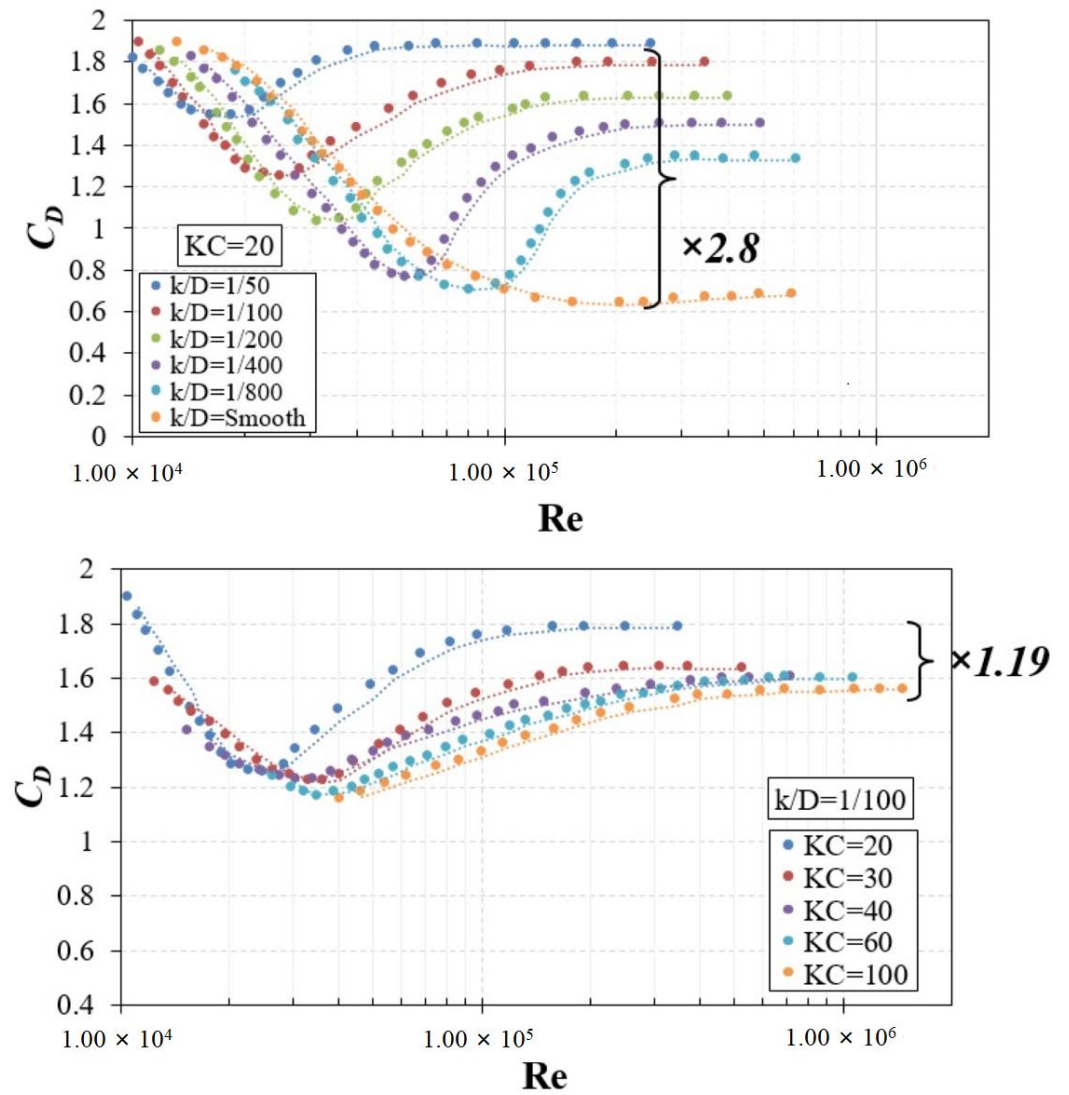 2
1.8
1.6
1.4
1.2
1
0.8
0.6
0.4
0.2
0
C_D
KC=20
k/D=1/50
k/D=1/100
k/D=1/200
k/D=1/400
k/D=1/800
k/D=Smooth
×2.8
1.00 × 10⁴ 1.00 × 10⁵ 1.00 × 10⁶
Re
2
1.8
1.6
1.4
1.2
1
0.8
0.6
0.4
C_D
×1.19
k/D=1/100
KC=20
KC=30
KC=40
KC=60
KC=100
1.00 × 10⁴ 1.00 × 10⁵ 1.00 × 10⁶
Re